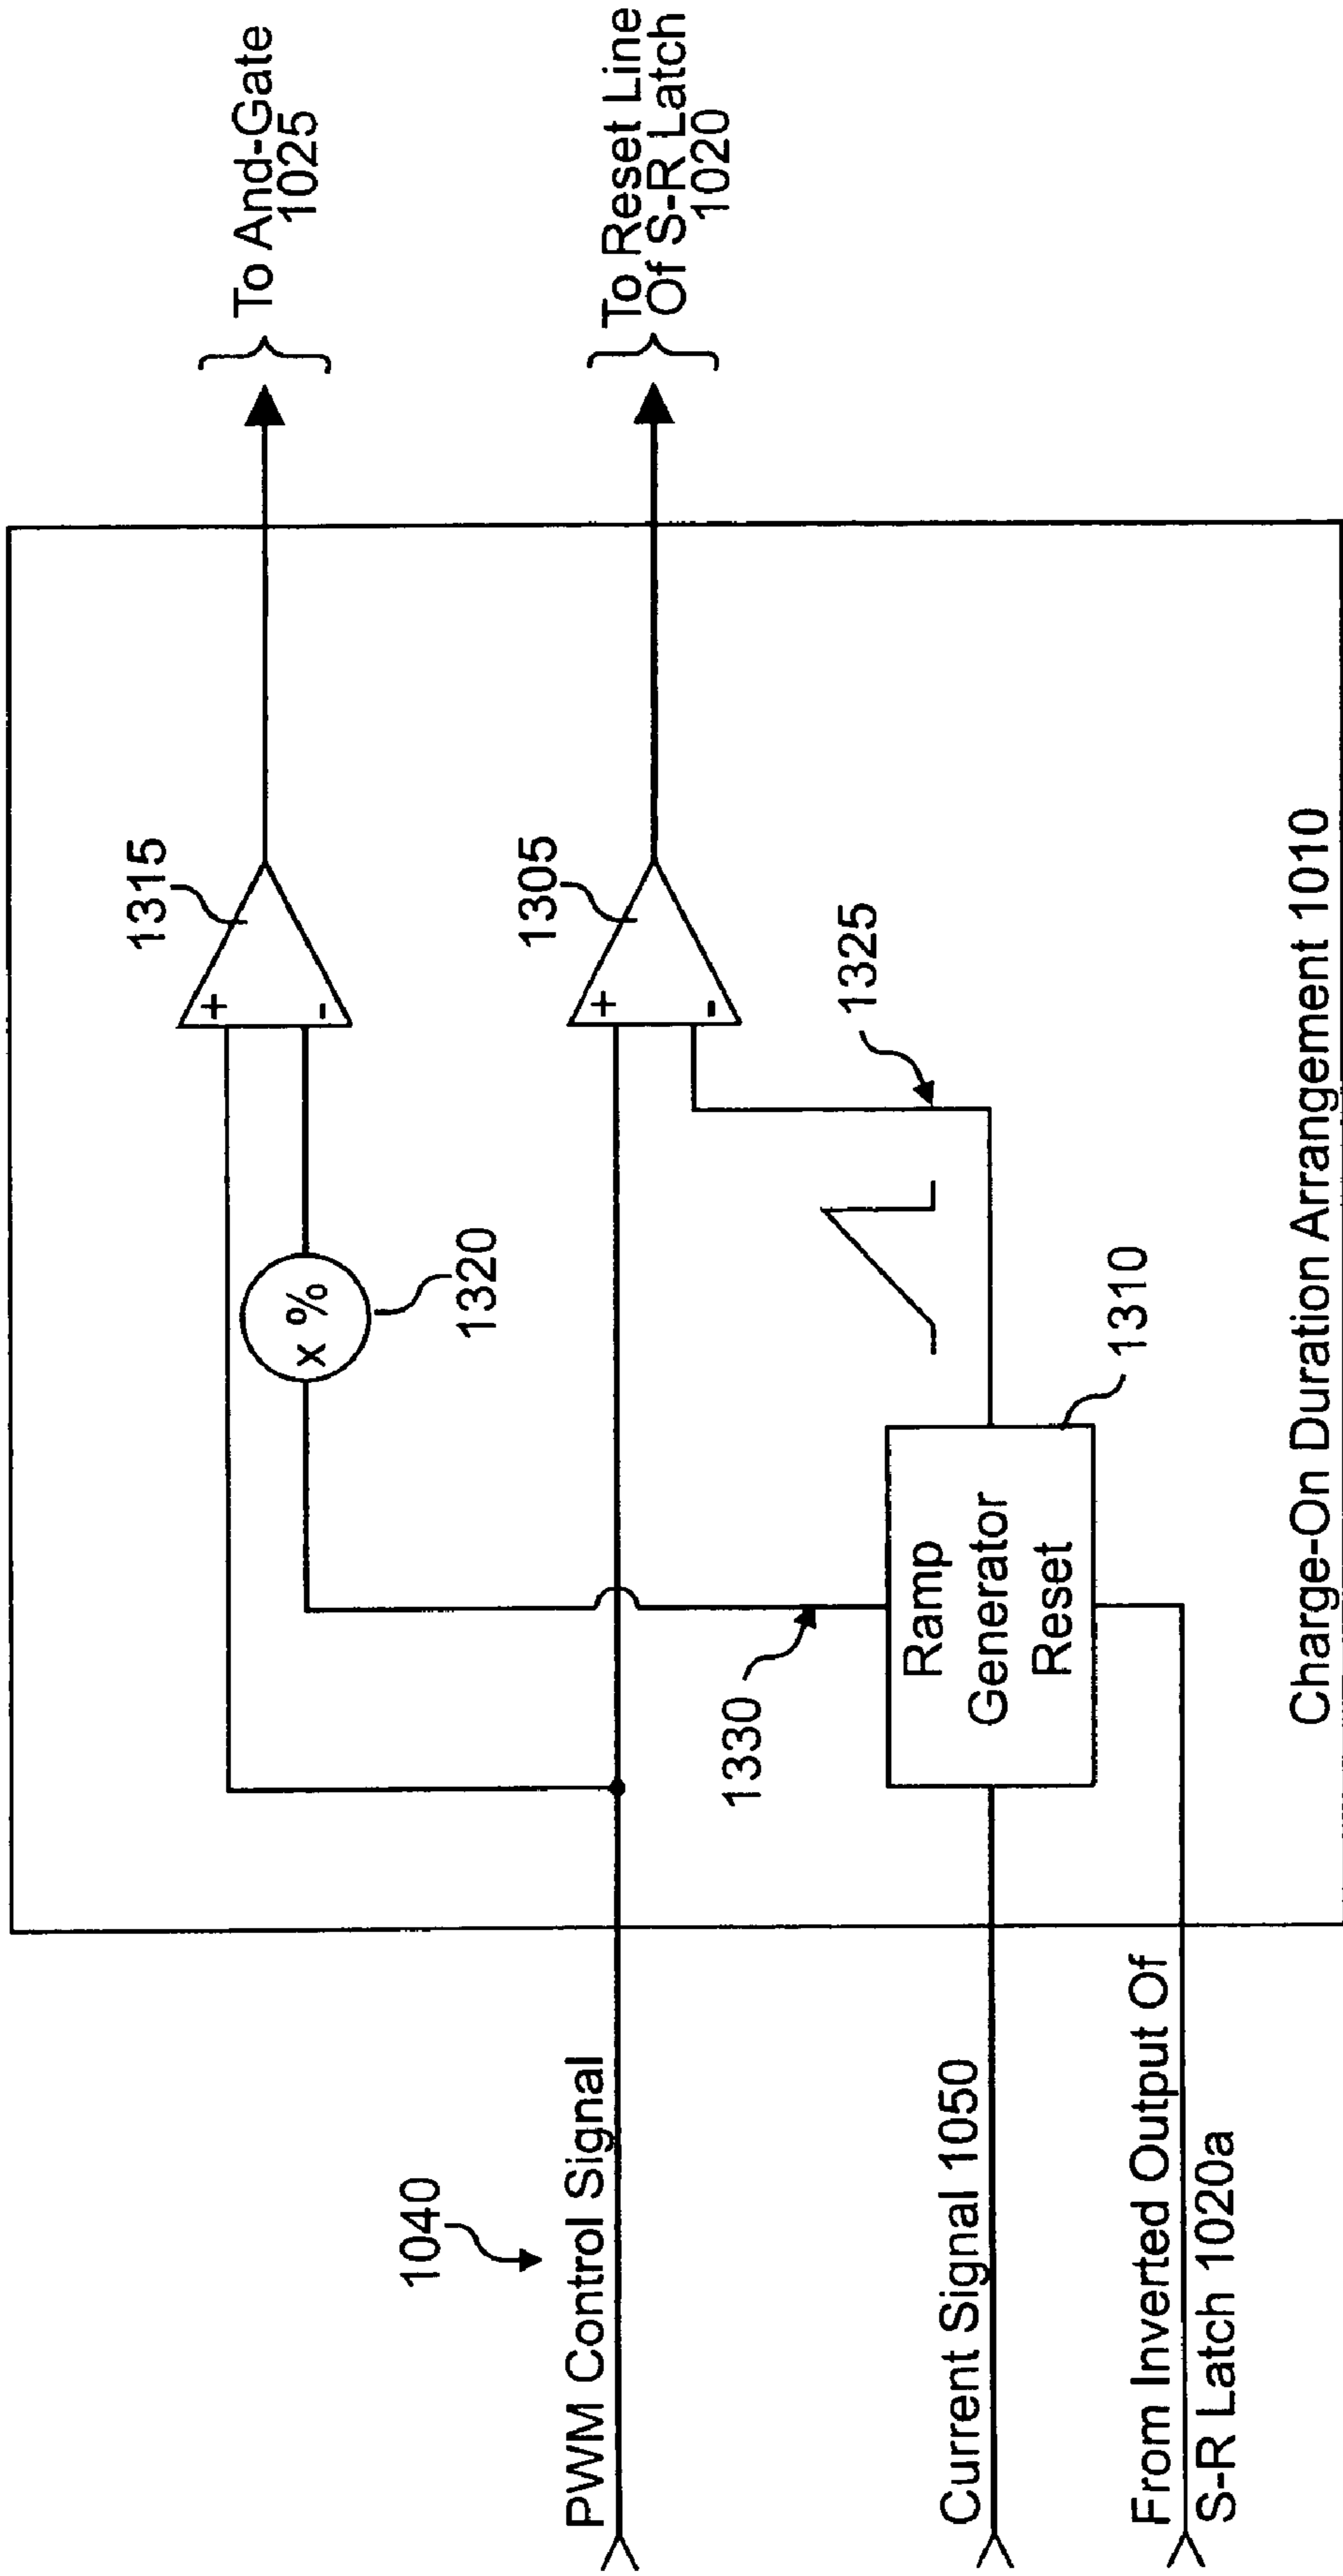 To And-Gate
1025
To Reset Line
Of S-R Latch
1020
1315
+
-
x %
1320
1305
+
-
1325
1330
Ramp
Generator
Reset
1310
1040
PWM Control Signal
Current Signal 1050
From Inverted Output Of
S-R Latch 1020a
Charge-On Duration Arrangement 1010